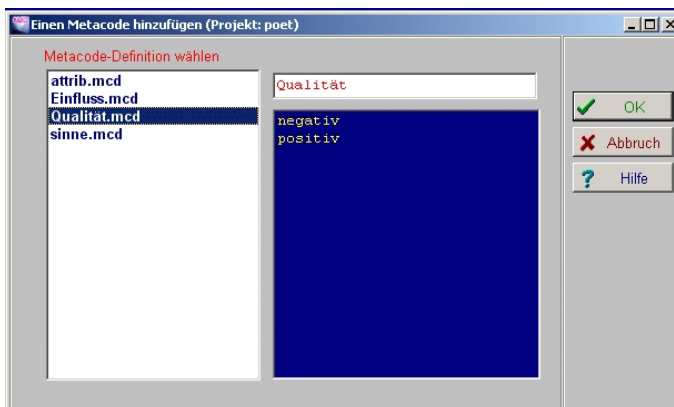 Einen Metacode hinzufügen (Projekt: poet)
Metacode-Definition wählen
attrib.mcd
Einfluss.mcd
Qualität.mcd
sinne.mcd
Qualität
negativ
positiv
OK
Abbruch
Hilfe